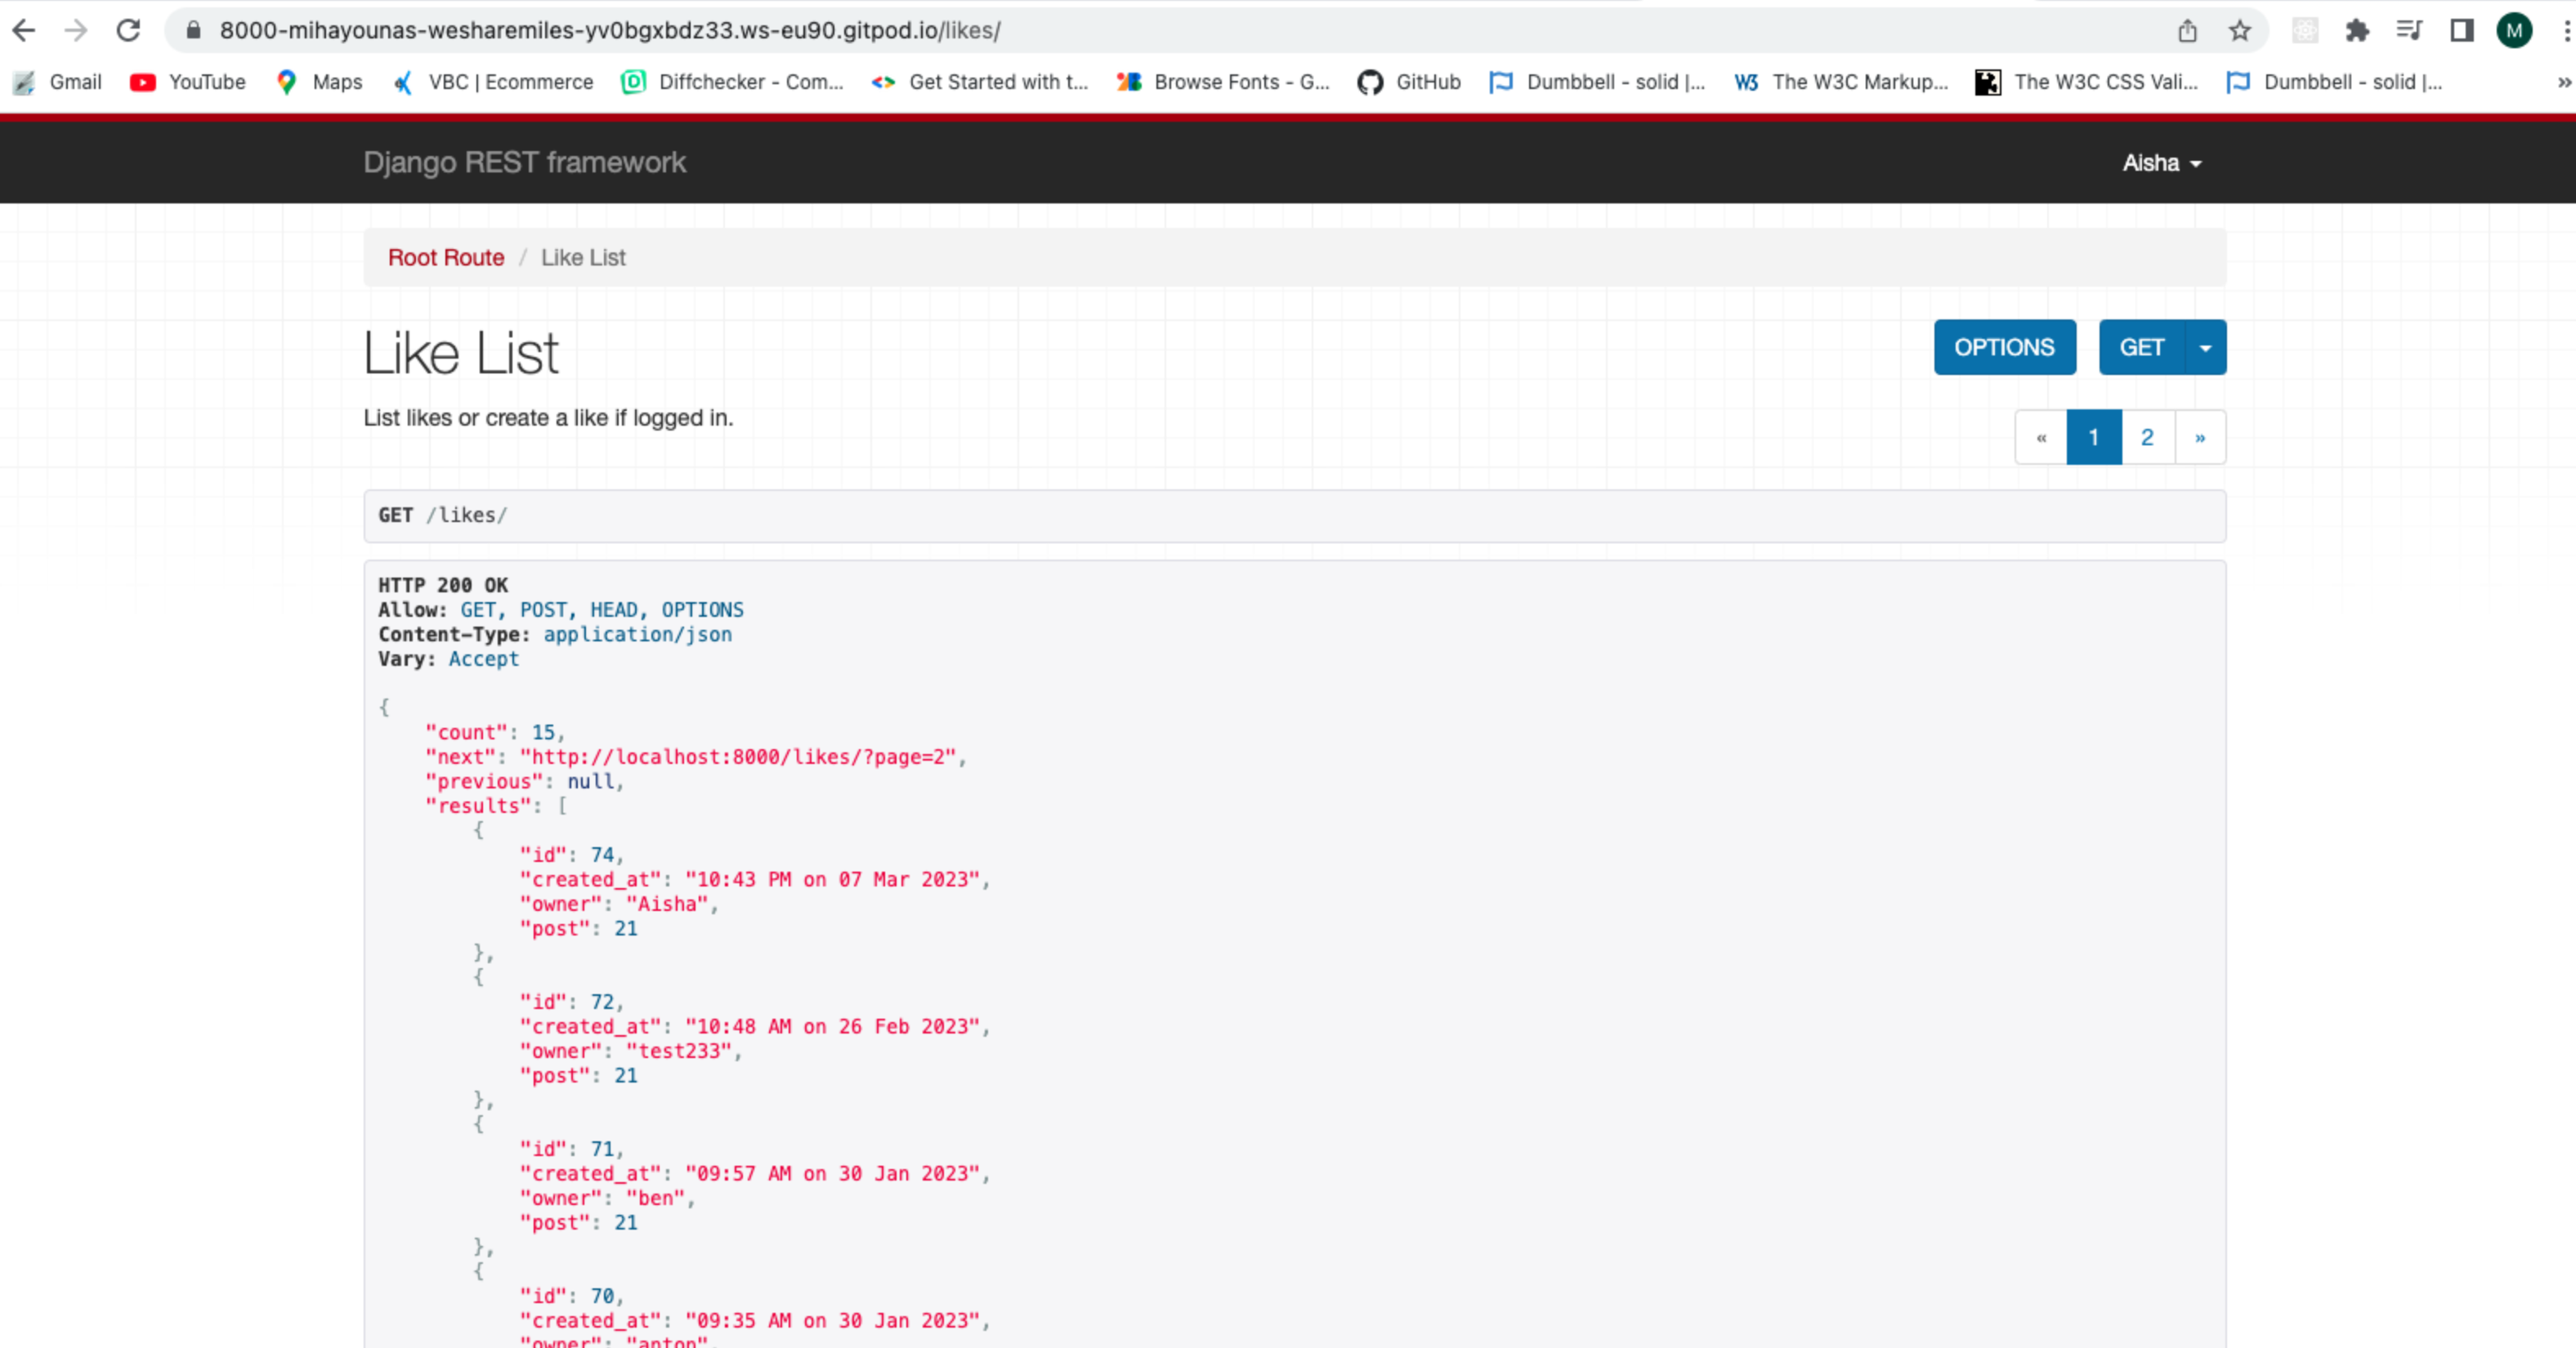 8000-mihayounas-wesharemiles-yv0bgxbdz33.ws-eu90.gitpod.io/likes/
M
Gmail YouTube Maps VBC | Ecommerce Diffchecker - Com... Get Started with t... Browse Fonts - G... GitHub Dumbbell - solid |... W3 The W3C Markup... The W3C CSS Vali... Dumbbell - solid |... »
Django REST framework Aisha
Root Route / Like List
Like List OPTIONS GET
List likes or create a like if logged in.
« 1 2 »
GET /likes/
HTTP 200 OK
Allow: GET, POST, HEAD, OPTIONS
Content-Type: application/json
Vary: Accept
{
"count": 15,
"next": "http://localhost:8000/likes/?page=2",
"previous": null,
"results": [
{
"id": 74,
"created_at": "10:43 PM on 07 Mar 2023",
"owner": "Aisha",
"post": 21
},
{
"id": 72,
"created_at": "10:48 AM on 26 Feb 2023",
"owner": "test233",
"post": 21
},
{
"id": 71,
"created_at": "09:57 AM on 30 Jan 2023",
"owner": "ben",
"post": 21
},
{
"id": 70,
"created_at": "09:35 AM on 30 Jan 2023",
"owner": "anton",